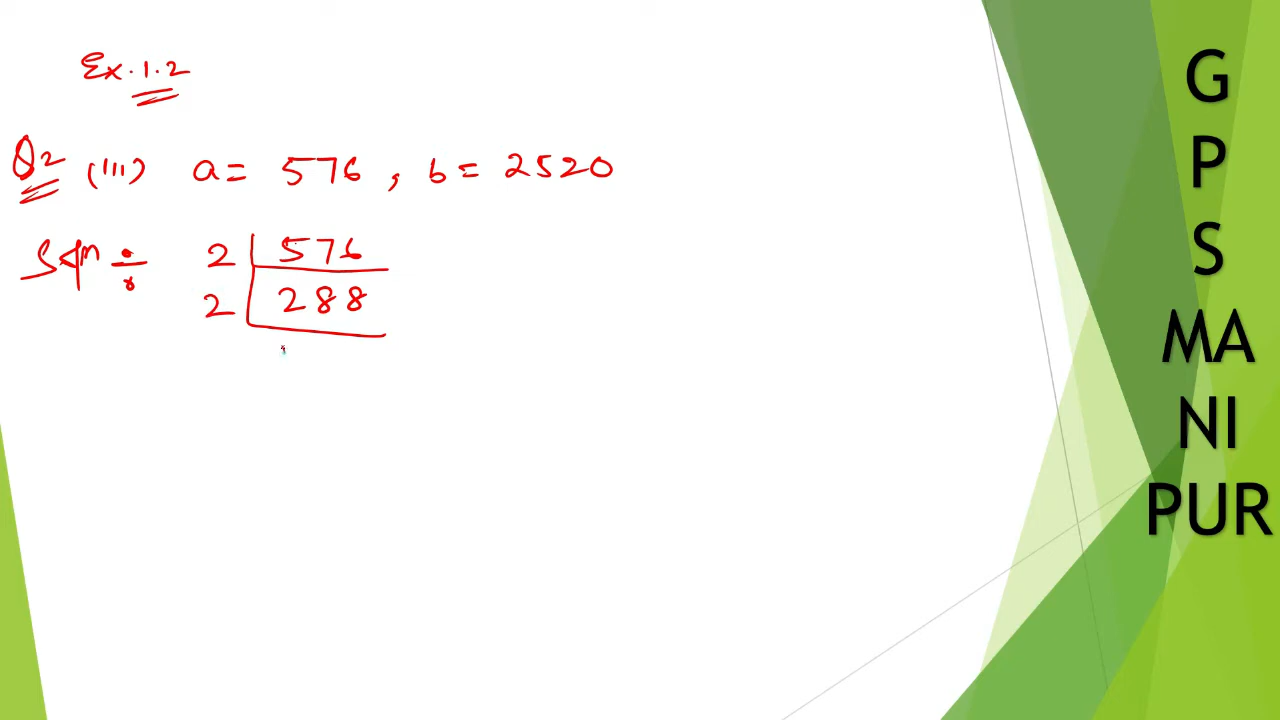 Ex.1.2
Q2 (iii) a= 576 , b= 2520
Soln :
2 | 576
2 | 288
G
P
S
MA
NI
PUR